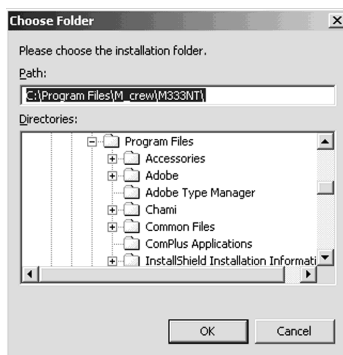 Choose Folder
Please choose the installation folder.
Path:
C:\Program Files\M_crew\M333NT\
Directories:
Program Files
Accessories
Adobe
Adobe Type Manager
Chami
Common Files
ComPlus Applications
InstallShield Installation Informati
OK
Cancel